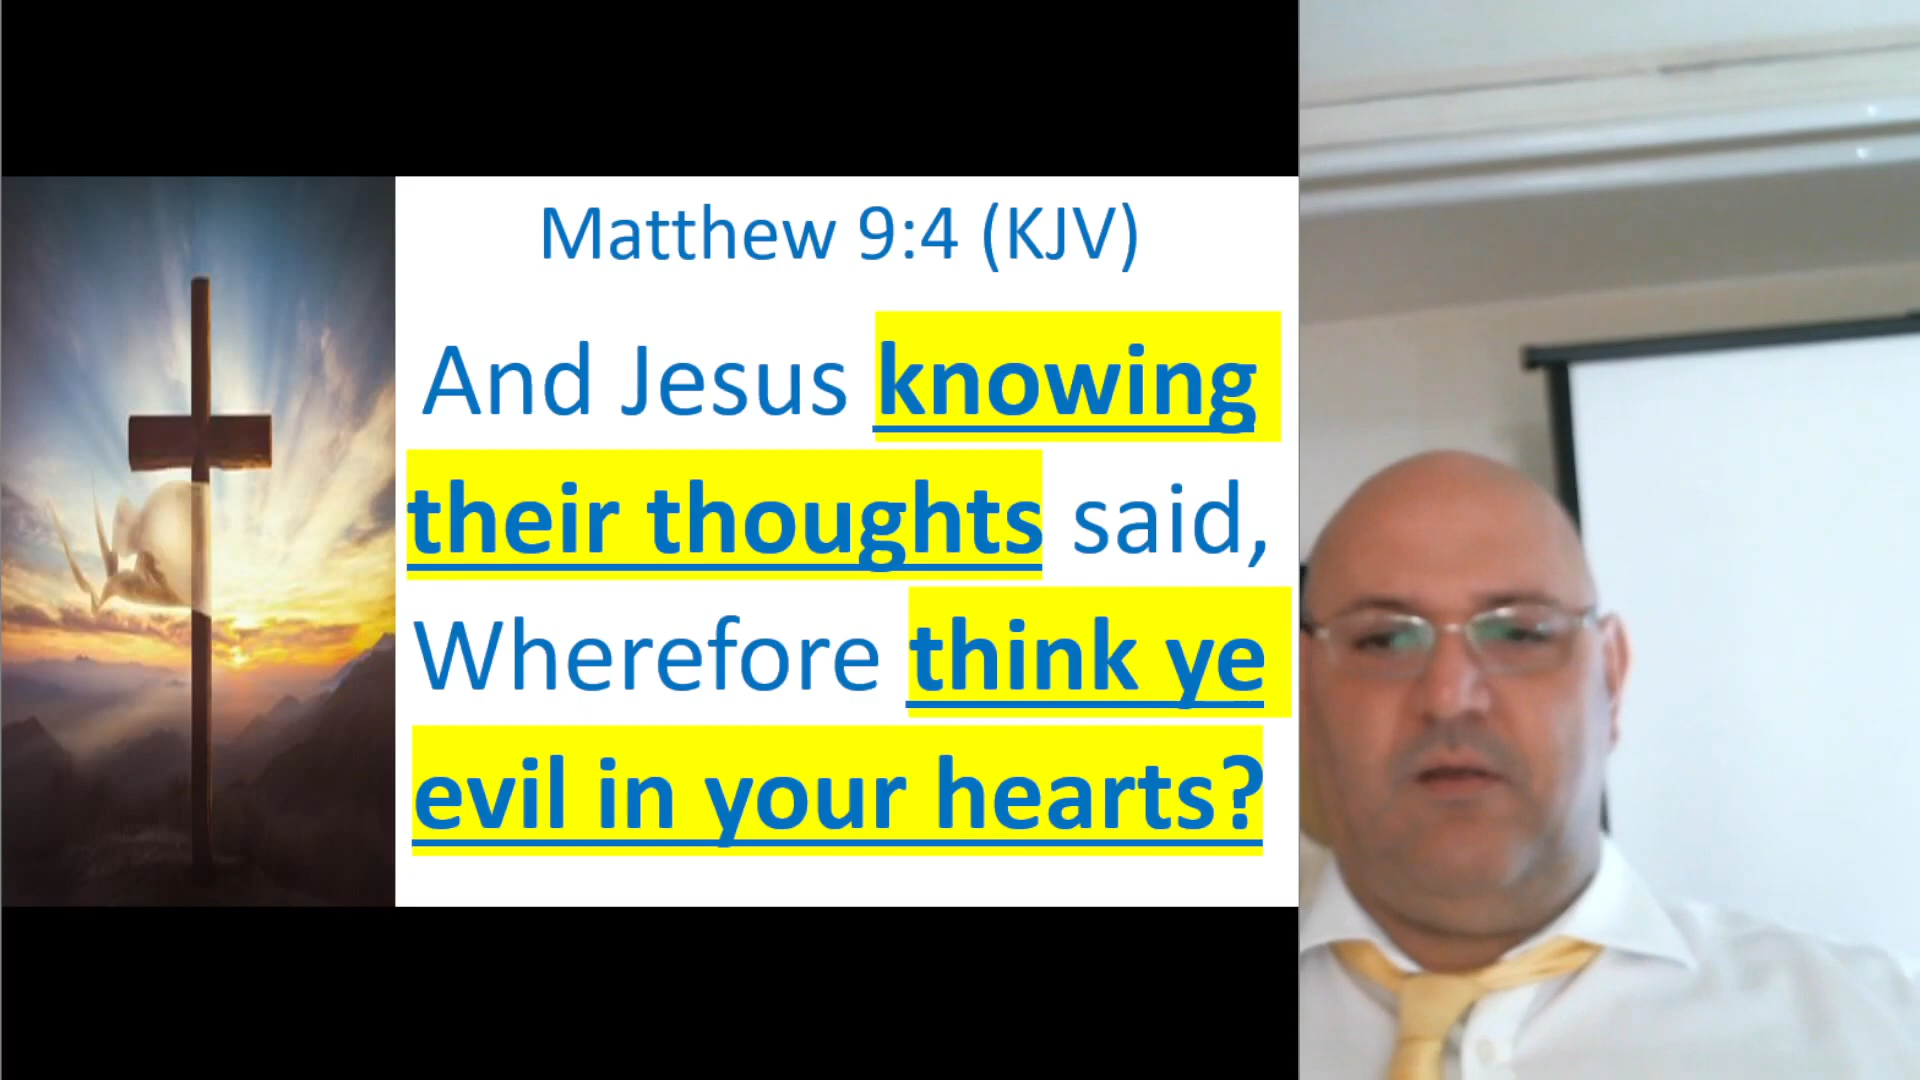 Matthew 9:4 (KJV)
And Jesus knowing
their thoughts said,
Wherefore think ye
evil in your hearts?